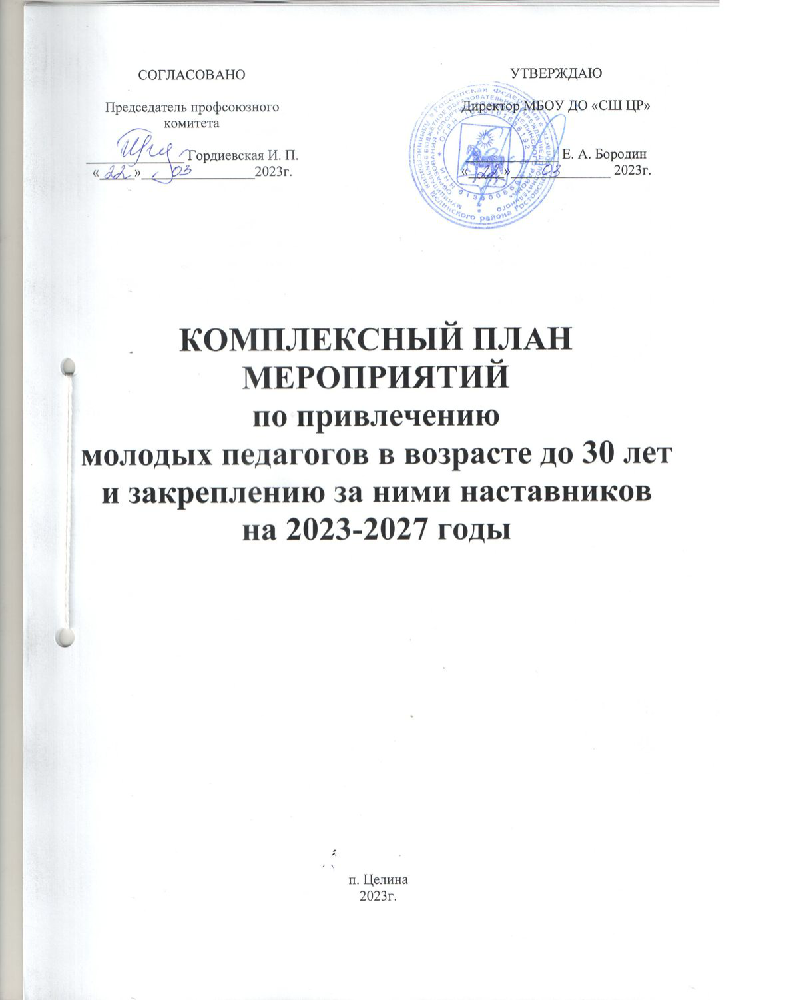 СОГЛАСОВАНО
Председатель профсоюзного
комитета
Гордиевская И. П.
«22» 03 2023г.
УТВЕРЖДАЮ
Директор МБОУ ДО «СШ ЦР»
Е. А. Бородин
«22» 03 2023г.
КОМПЛЕКСНЫЙ ПЛАН
МЕРОПРИЯТИЙ
по привлечению
молодых педагогов в возрасте до 30 лет
и закреплению за ними наставников
на 2023-2027 годы
п. Целина
2023г.